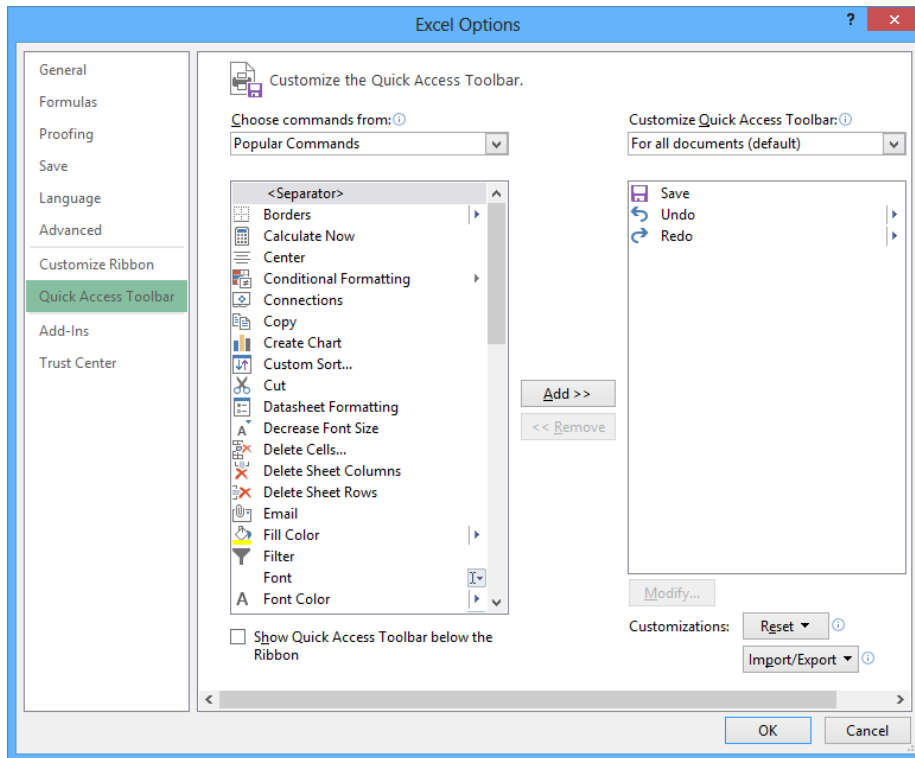 Excel Options
?
General
Formulas
Proofing
Save
Language
Advanced
Customize Ribbon
Quick Access Toolbar
Add-Ins
Trust Center
Customize the Quick Access Toolbar.
Choose commands from:
Popular Commands
<Separator>
Borders
Calculate Now
Center
Conditional Formatting
Connections
Copy
Create Chart
Custom Sort...
Cut
Datasheet Formatting
Decrease Font Size
Delete Cells...
Delete Sheet Columns
Delete Sheet Rows
Email
Fill Color
Filter
Font
Font Color
Show Quick Access Toolbar below the
Ribbon
Add >>
<< Remove
Customize Quick Access Toolbar:
For all documents (default)
Save
Undo
Redo
Modify...
Customizations: Reset
Import/Export
OK
Cancel